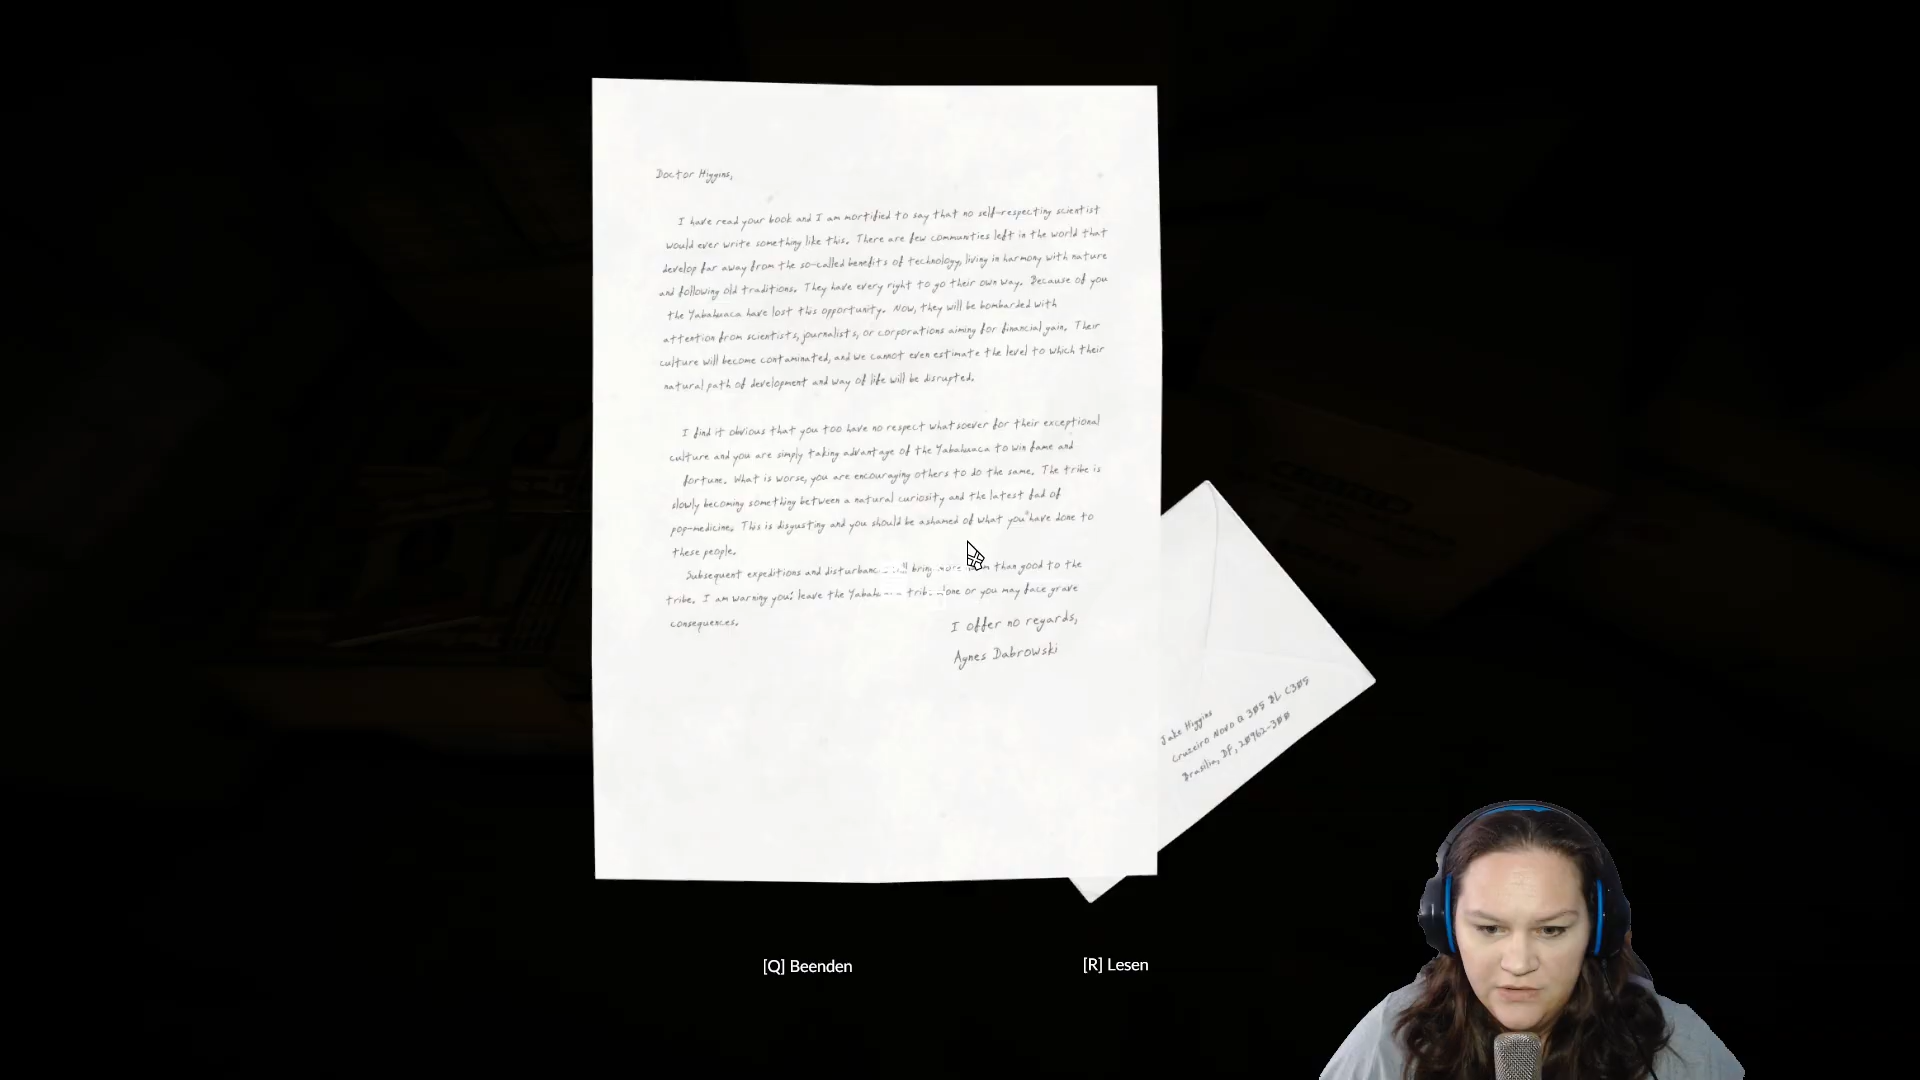 Doctor Higgins,
I have read your book and I am mortified to say that no self-respecting scientist
would ever write something like this. There are few communties left in the world that
develop far away from the so-called benefits of technology, living in harmony with nature
and following old traditions. They have every right to go their own way. Because of you
the Yabahuaca have lost this opportunity. Now, they will be bombarded with
attention from scientists, journalists, or corporations aiming for financial gain. Their
culture will become contaminated, and we cannot even estimate the level to which their
natural path of development and way of life will be disrupted.
I find it obvious that you too have no respect whatsoever for their exceptional
culture and you are simply taking advantage of the Yabahuaca to win fame and
fortune. What is worse, you are encouraging others to do the same. The tribe is
slowly becoming something between a natural curiosity and the latest fad of
pop-medicine. This is disgusting and you should be ashamed of what you have done to
these people.
Subsequent expeditions and bring more than good to the
tribe. I am warning you: leave the or you may face grave
consequences.
I offer no regards,
Agnes Dabrowski
Jake Higgins
Cruzeiro Novo Q 305 BL C305
Brasilia, DF, 20962-300
[Q] Beenden
[R] Lesen